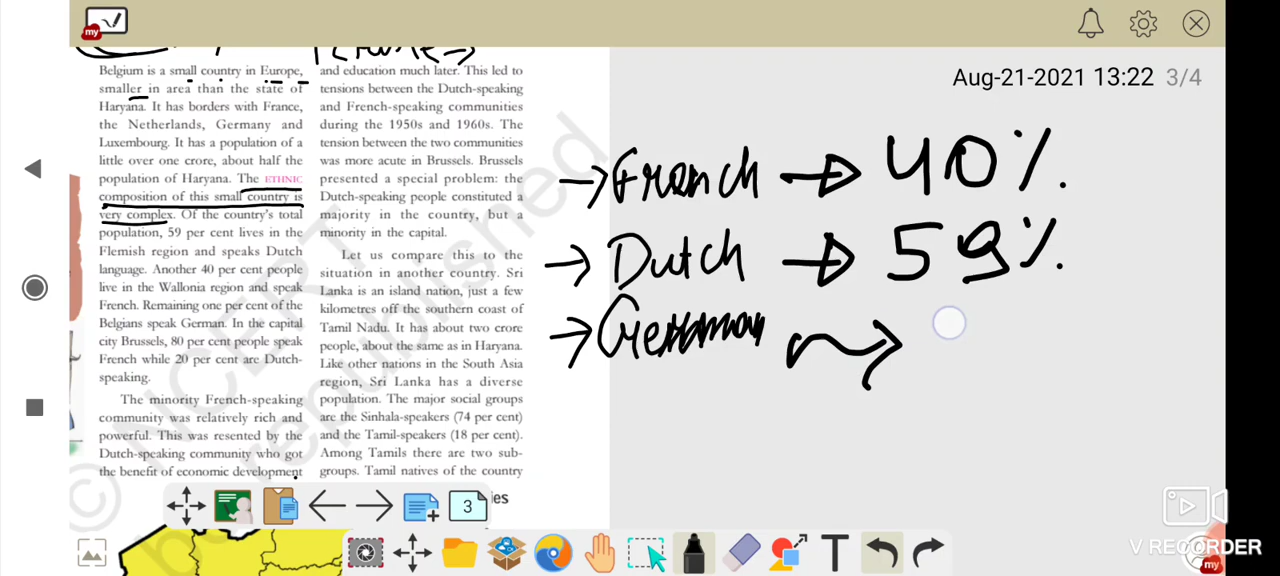 my
Aug-21-2021 13:22 3/4
Belgium is a small country in Europe,
smaller in area than the state of
Haryana. It has borders with France,
the Netherlands, Germany and
Luxembourg. It has a population of a
little over one crore, about half the
population of Haryana. The ETHNIC
composition of this small country is
very complex. Of the country's total
population, 59 per cent lives in the
Flemish region and speaks Dutch
language. Another 40 per cent people
live in the Wallonia region and speak
French. Remaining one per cent of the
Belgians speak German. In the capital
city Brussels, 80 per cent people speak
French while 20 per cent are Dutch-
speaking.
The minority French-speaking
community was relatively rich and
powerful. This was resented by the
Dutch-speaking community who got
the benefit of economic development
and education much later. This led to
tensions between the Dutch-speaking
and French-speaking communities
during the 1950s and 1960s. The
tension between the two communities
was more acute in Brussels. Brussels
presented a special problem: the
Dutch-speaking people constituted a
majority in the country, but a
minority in the capital.
Let us compare this to the
situation in another country. Sri
Lanka is an island nation, just a few
kilometres off the southern coast of
Tamil Nadu. It has about two crore
people, about the same as in Haryana.
Like other nations in the South Asia
region, Sri Lanka has a diverse
population. The major social groups
are the Sinhala-speakers (74 per cent)
and the Tamil-speakers (18 per cent).
Among Tamils there are two sub-
groups. Tamil natives of the country
→ French → 40%.
→ Dutch → 59%.
→ German →
© NCERT
republished
3
T
V RECORDER
my